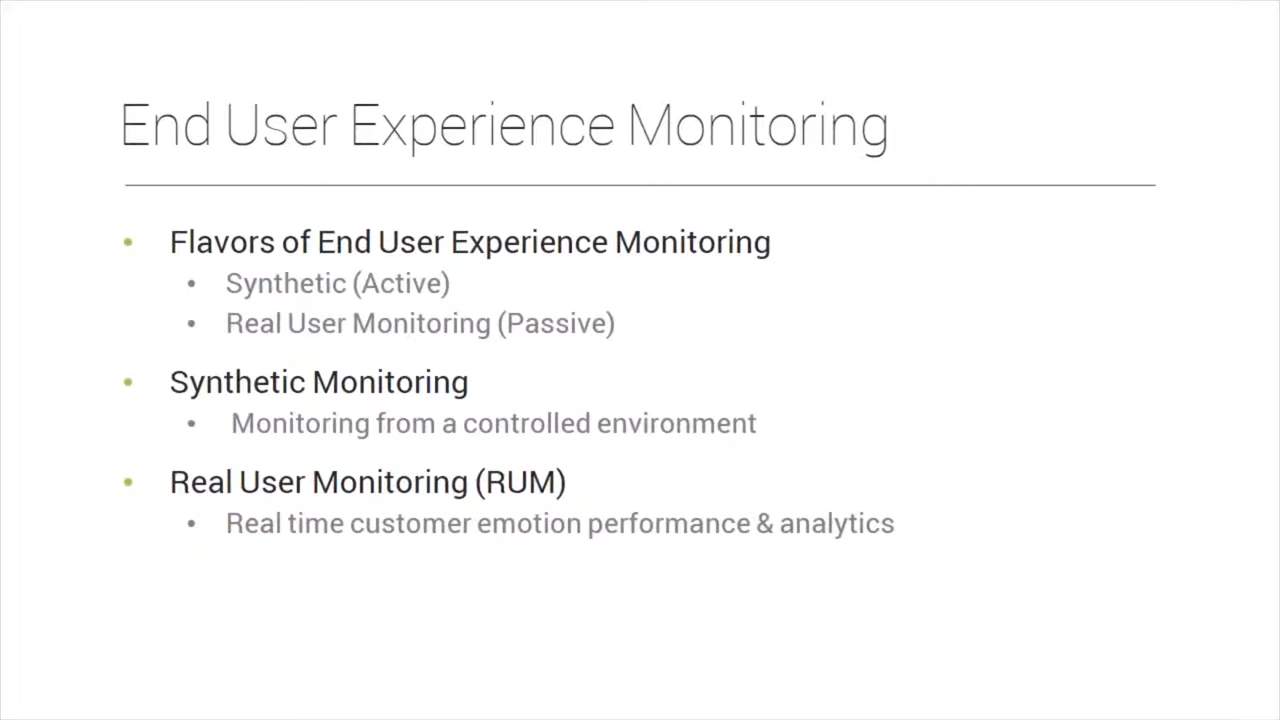 End User Experience Monitoring
• Flavors of End User Experience Monitoring
• Synthetic (Active)
• Real User Monitoring (Passive)
• Synthetic Monitoring
• Monitoring from a controlled environment
• Real User Monitoring (RUM)
• Real time customer emotion performance & analytics